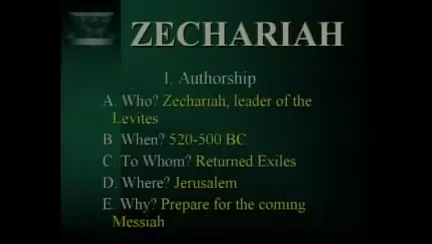 ZECHARIAH
I. Authorship
A. Who? Zechariah, leader of the
Levites
B. When? 520-500 BC
C. To Whom? Returned Exiles
D. Where? Jerusalem
E. Why? Prepare for the coming
Messiah